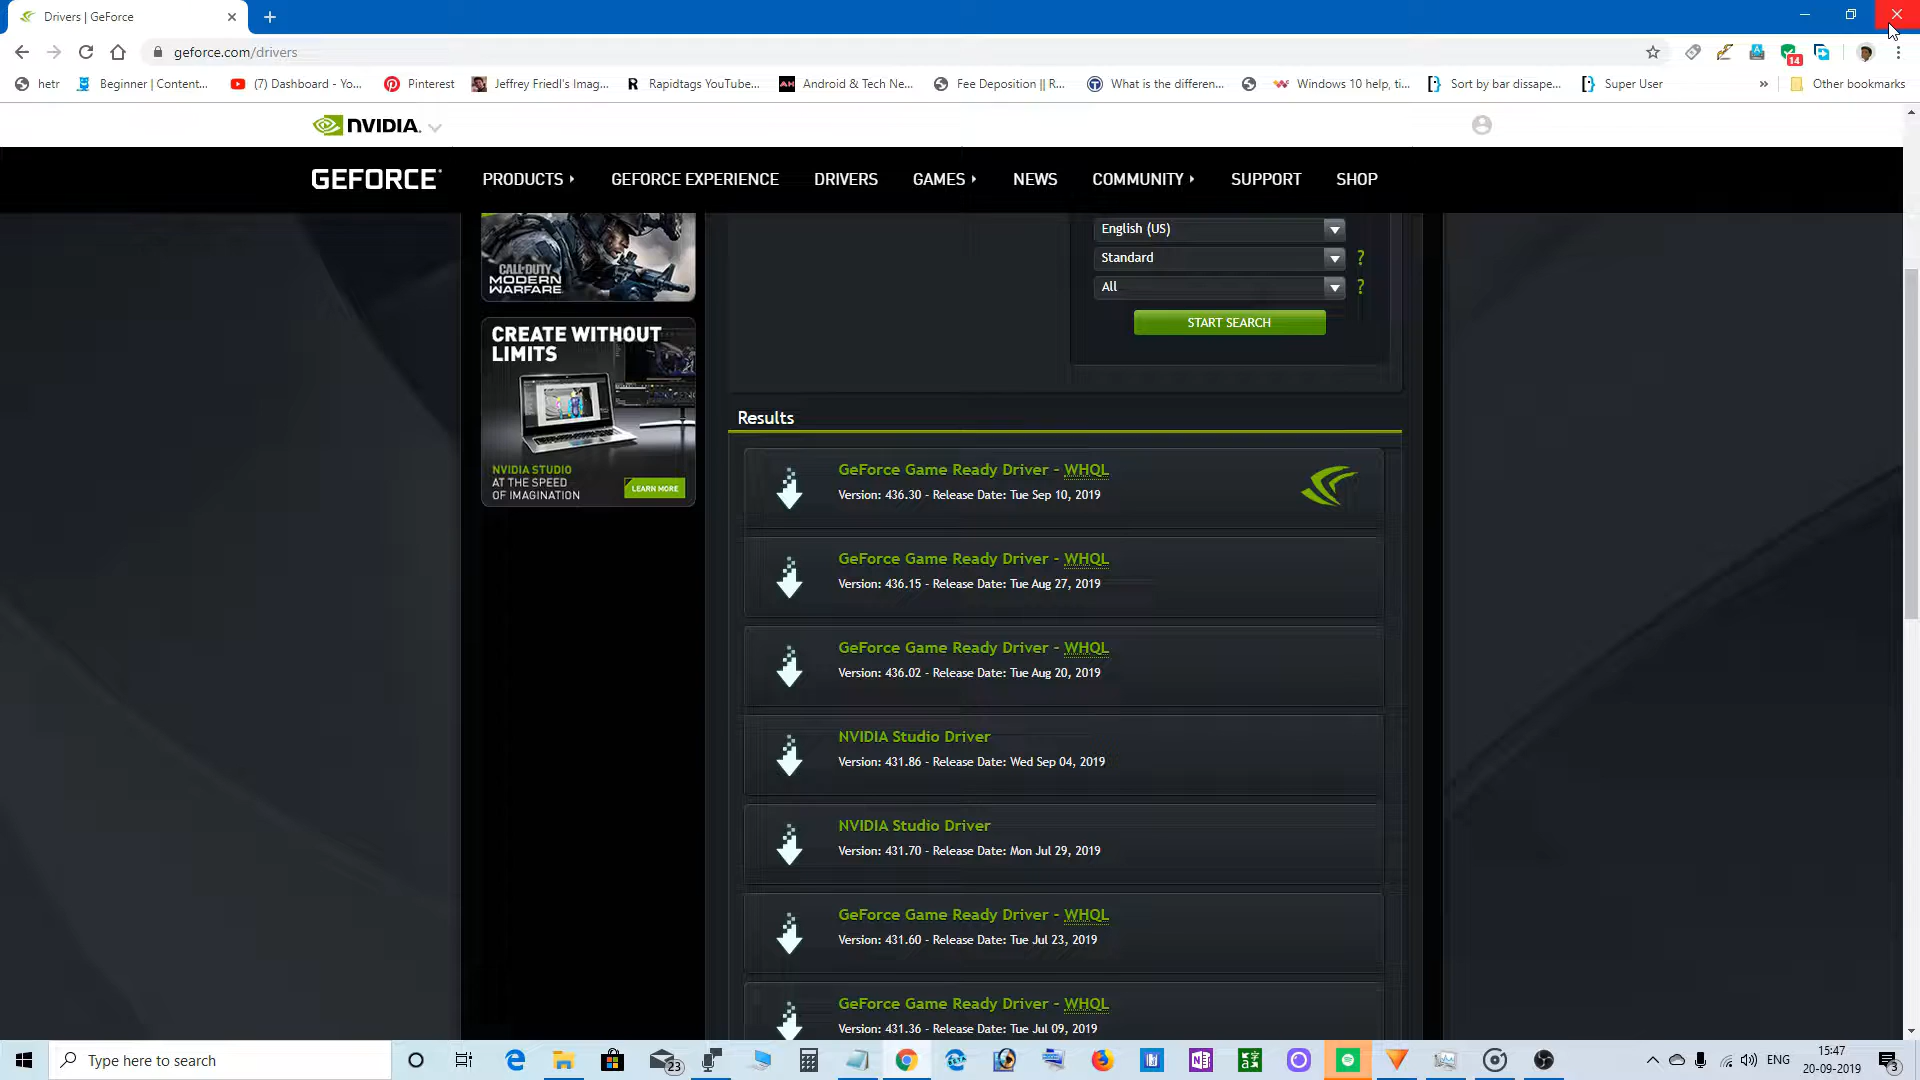 Drivers | GeForce
geforce.com/drivers
14
hetr
Beginner | Content...
(7) Dashboard - Yo...
Pinterest
Jeffrey Friedl's Imag...
Rapidtags YouTube...
Android & Tech Ne...
Fee Deposition || R...
What is the differen...
Windows 10 help, ti...
Sort by bar dissape...
Super User
»
Other bookmarks
NVIDIA.
GEFORCE
PRODUCTS
GEFORCE EXPERIENCE
DRIVERS
GAMES
NEWS
COMMUNITY
SUPPORT
SHOP
CALL OF DUTY
MODERN
WARFARE
CREATE WITHOUT
LIMITS
NVIDIA STUDIO
AT THE SPEED
OF IMAGINATION
LEARN MORE
English (US)
Standard
?
All
?
START SEARCH
Results
GeForce Game Ready Driver - WHQL
Version: 436.30 - Release Date: Tue Sep 10, 2019
GeForce Game Ready Driver - WHQL
Version: 436.15 - Release Date: Tue Aug 27, 2019
GeForce Game Ready Driver - WHQL
Version: 436.02 - Release Date: Tue Aug 20, 2019
NVIDIA Studio Driver
Version: 431.86 - Release Date: Wed Sep 04, 2019
NVIDIA Studio Driver
Version: 431.70 - Release Date: Mon Jul 29, 2019
GeForce Game Ready Driver - WHQL
Version: 431.60 - Release Date: Tue Jul 23, 2019
GeForce Game Ready Driver - WHQL
Version: 431.36 - Release Date: Tue Jul 09, 2019
Type here to search
23
ENG
15:47
20-09-2019
3